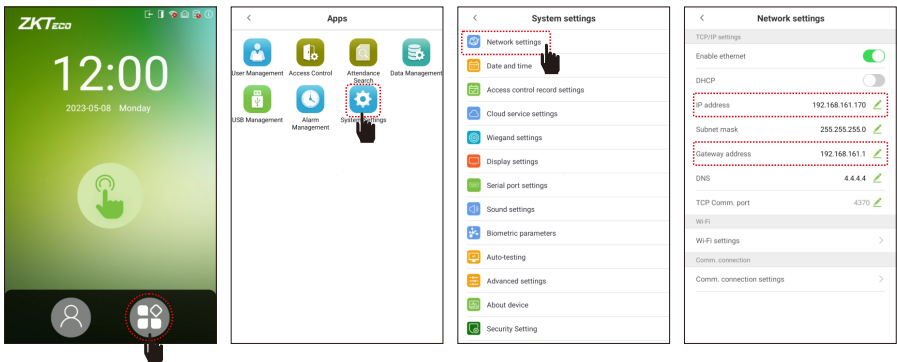 ZKTeco
12:00
2023-05-08 Monday
Apps
User Management
Access Control
Attendance
Search
Data Management
USB Management
Alarm
Management
System Settings
System settings
Network settings
Date and time
Access control record settings
Cloud service settings
Wiegand settings
Display settings
Serial port settings
Sound settings
Biometric parameters
Auto-testing
Advanced settings
About device
Security Setting
Network settings
TCP/IP settings
Enable ethernet
DHCP
IP address 192.168.161.170
Subnet mask 255.255.255.0
Gateway address 192.168.161.1
DNS 4.4.4.4
TCP Comm. port 4370
Wi-Fi
Wi-Fi settings
Comm. connection
Comm. connection settings